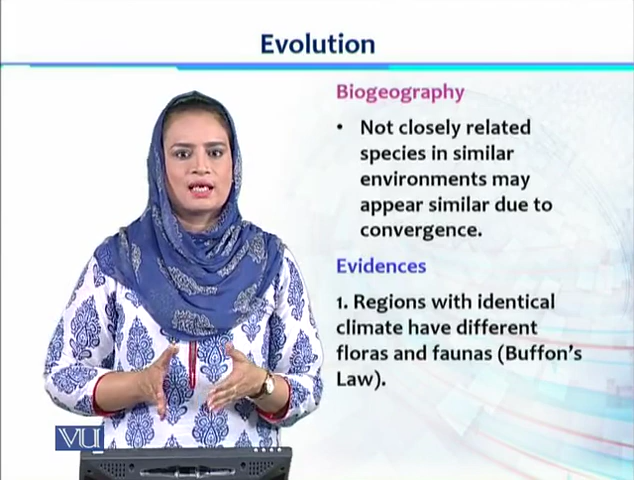 Evolution
Biogeography
• Not closely related
species in similar
environments may
appear similar due to
convergence.
Evidences
1. Regions with identical
climate have different
floras and faunas (Buffon's
Law).
VU